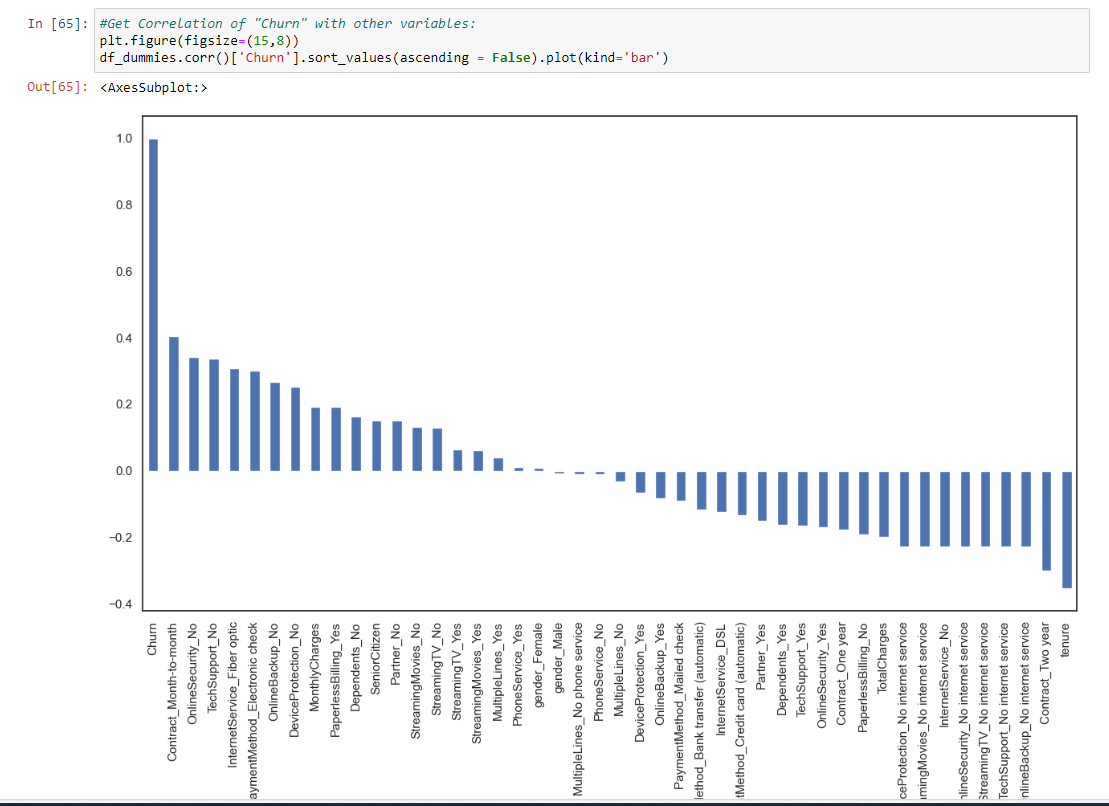 In [65]: #Get Correlation of "Churn" with other variables:
plt.figure(figsize=(15,8))
df_dummies.corr()['Churn'].sort_values(ascending = False).plot(kind='bar')
Out[65]: <AxesSubplot:>
1.0
0.8
0.6
0.4
0.2
0.0
−0.2
−0.4
Churn
Contract_Month-to-month
OnlineSecurity_No
TechSupport_No
InternetService_Fiber optic
aymentMethod_Electronic check
OnlineBackup_No
DeviceProtection_No
MonthlyCharges
PaperlessBilling_Yes
Dependents_No
SeniorCitizen
Partner_No
StreamingMovies_No
StreamingTV_No
StreamingTV_Yes
StreamingMovies_Yes
MultipleLines_Yes
PhoneService_Yes
gender_Female
gender_Male
MultipleLines_No phone service
PhoneService_No
MultipleLines_No
DeviceProtection_Yes
OnlineBackup_Yes
PaymentMethod_Mailed check
lethod_Bank transfer (automatic)
InternetService_DSL
tMethod_Credit card (automatic)
Partner_Yes
Dependents_Yes
TechSupport_Yes
OnlineSecurity_Yes
Contract_One year
PaperlessBilling_No
TotalCharges
ceProtection_No internet service
mingMovies_No internet service
InternetService_No
lineSecurity_No internet service
StreamingTV_No internet service
TechSupport_No internet service
nlineBackup_No internet service
Contract_Two year
tenure